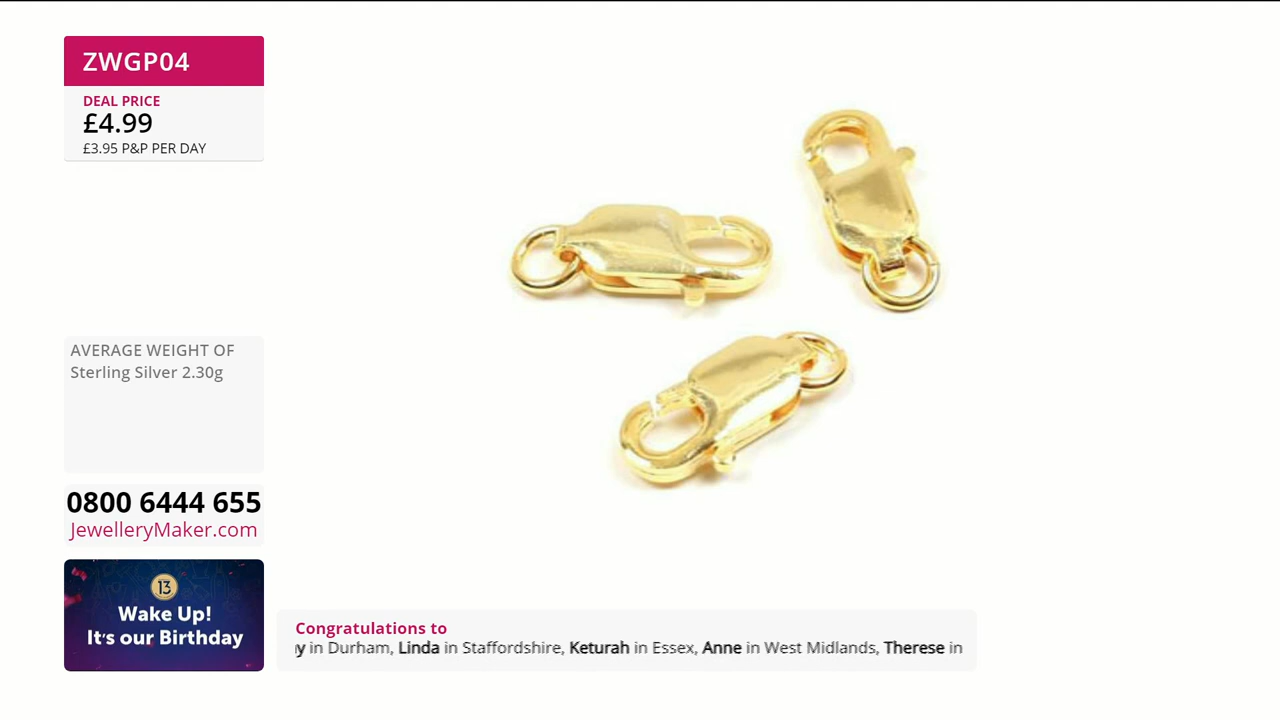 ZWGP04
DEAL PRICE
£4.99
£3.95 P&P PER DAY
AVERAGE WEIGHT OF
Sterling Silver 2.30g
0800 6444 655
JewelleryMaker.com
13
Wake Up!
It's our Birthday
Congratulations to
in Durham, Linda in Staffordshire, Keturah in Essex, Anne in West Midlands, Therese in